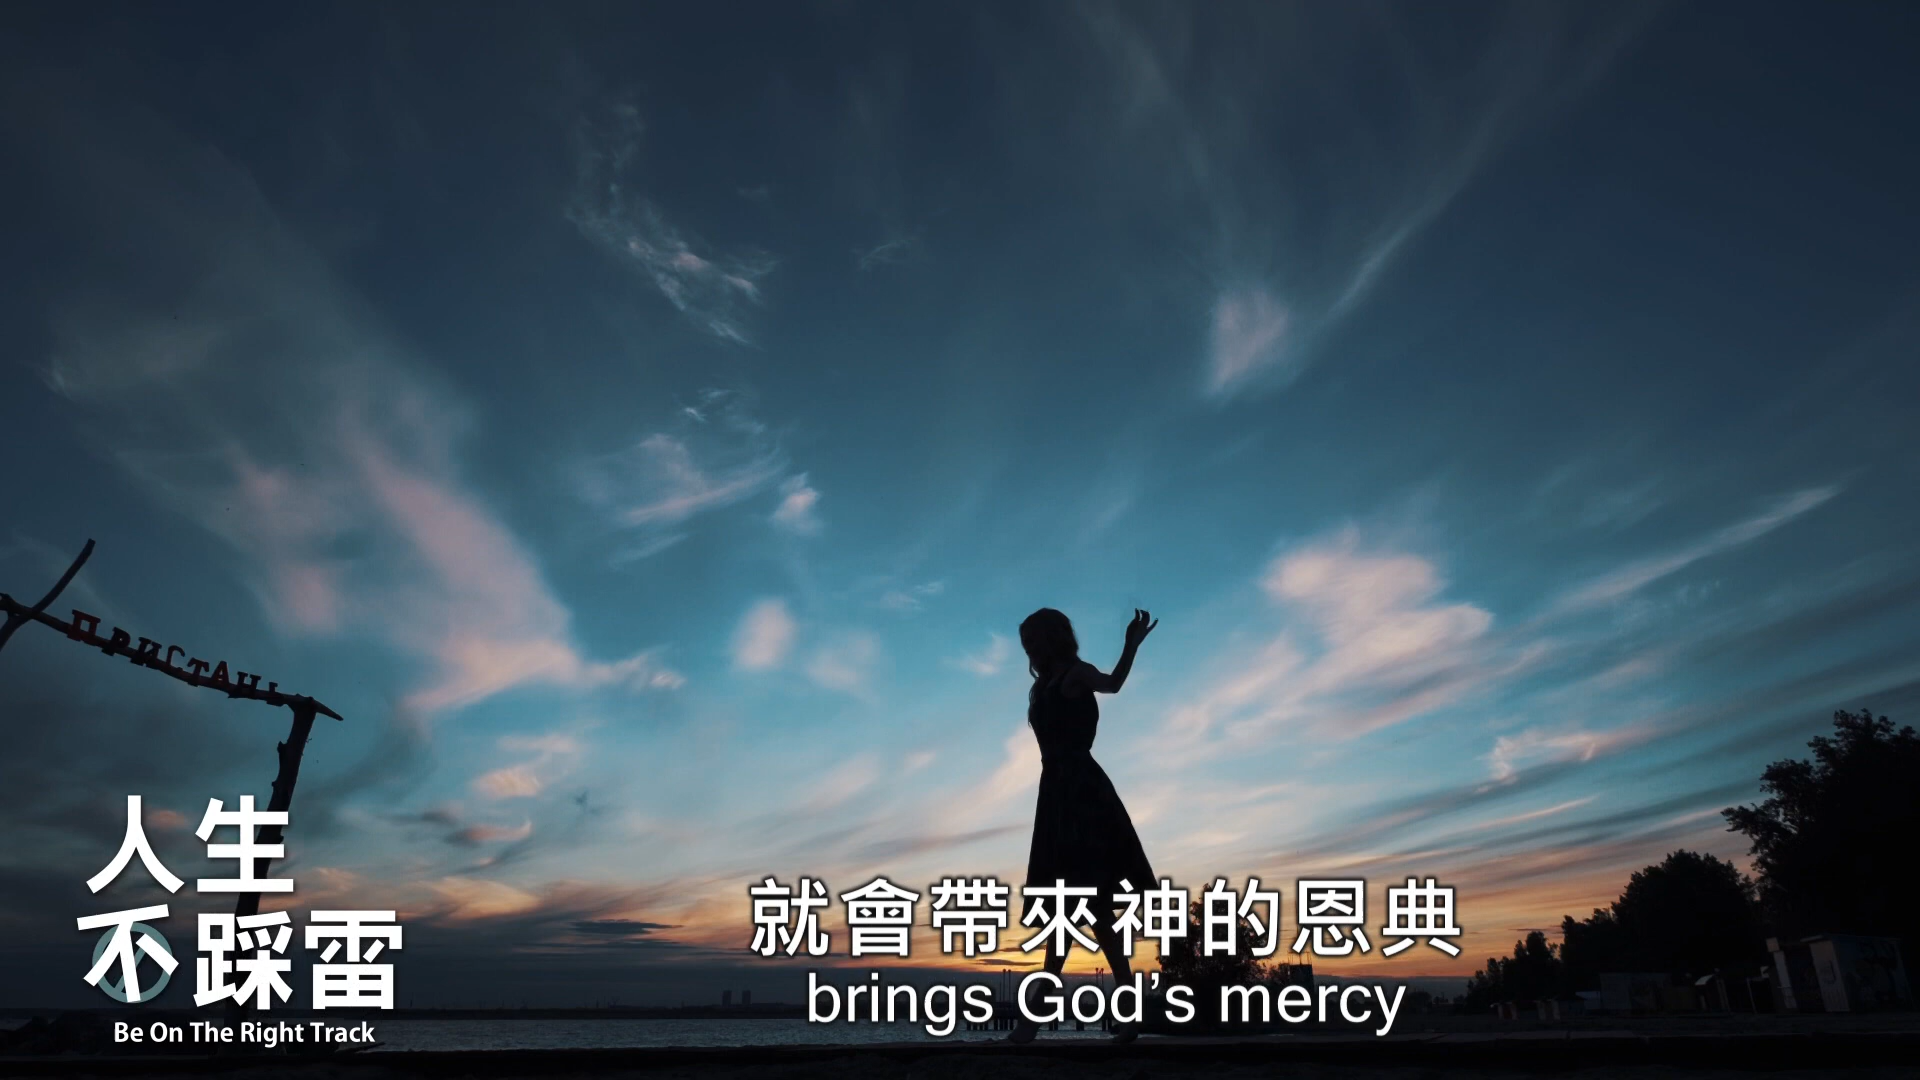 ПРИСТАНЬ
人生
不踩雷
Be On The Right Track
就會帶來神的恩典
brings God's mercy